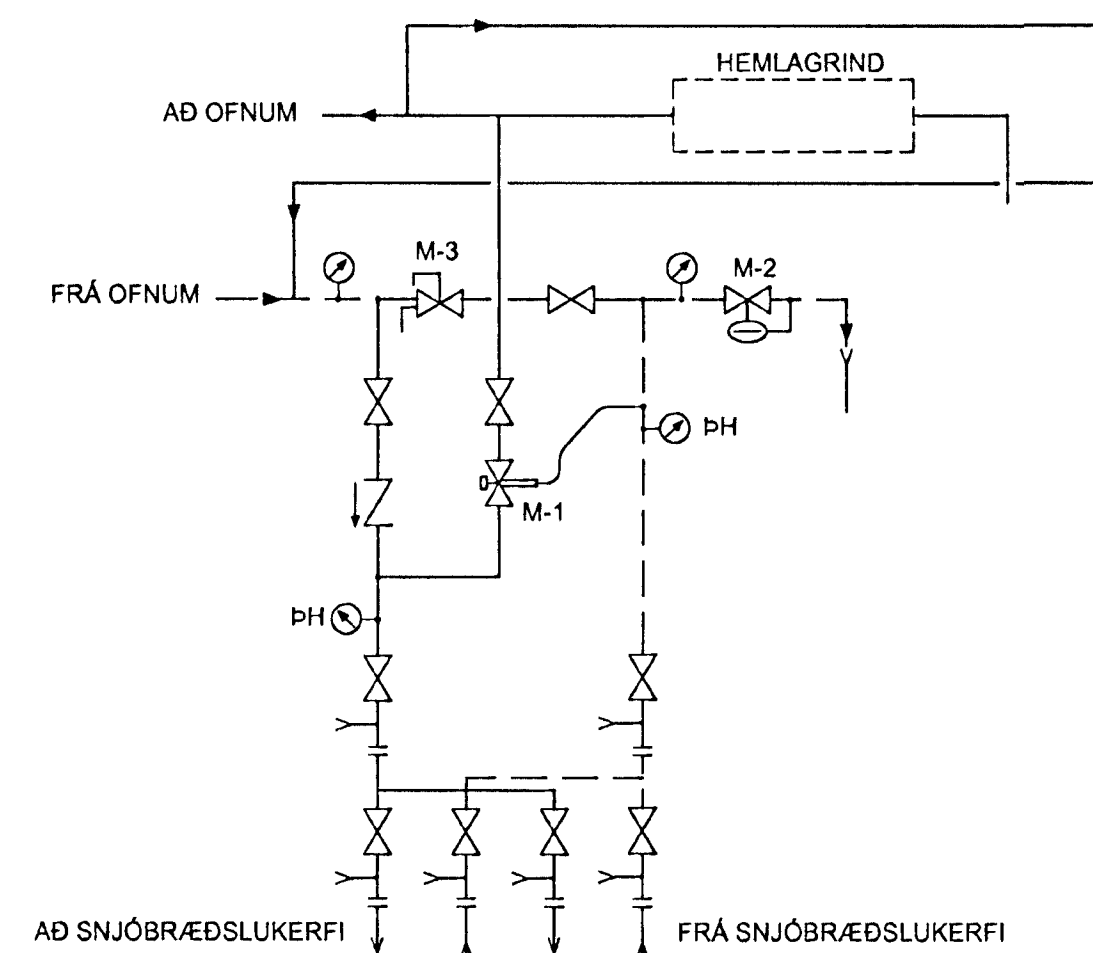 HEMLAGRIND
AÐ OFNUM
M-3
M-2
FRÁ OFNUM
ÞH
M-1
ÞH
AÐ SNJÓBRÆÐSLUKERFI
FRÁ SNJÓBRÆÐSLUKERFI